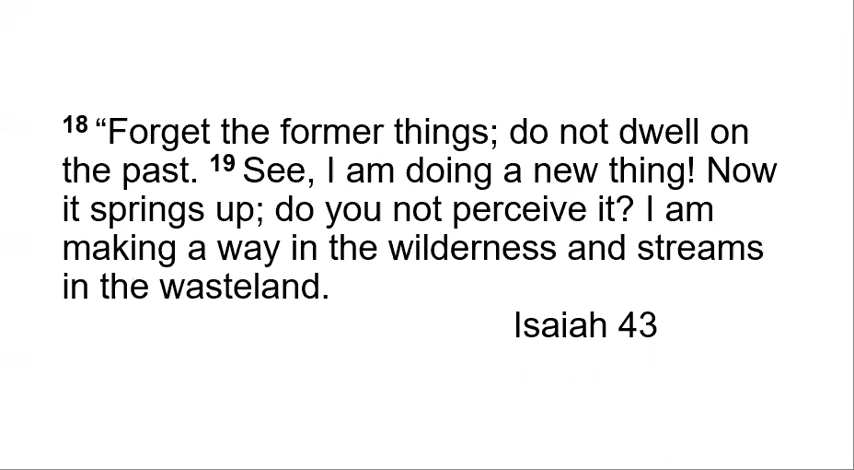 18 “Forget the former things; do not dwell on
the past. 19 See, I am doing a new thing! Now
it springs up; do you not perceive it? I am
making a way in the wilderness and streams
in the wasteland.
Isaiah 43